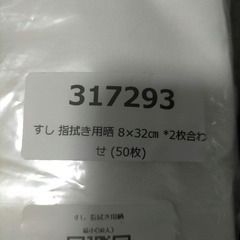 317293
すし 指拭き用晒 8×32㎝ *2枚合わ
せ (50枚)
すし 指拭き用晒